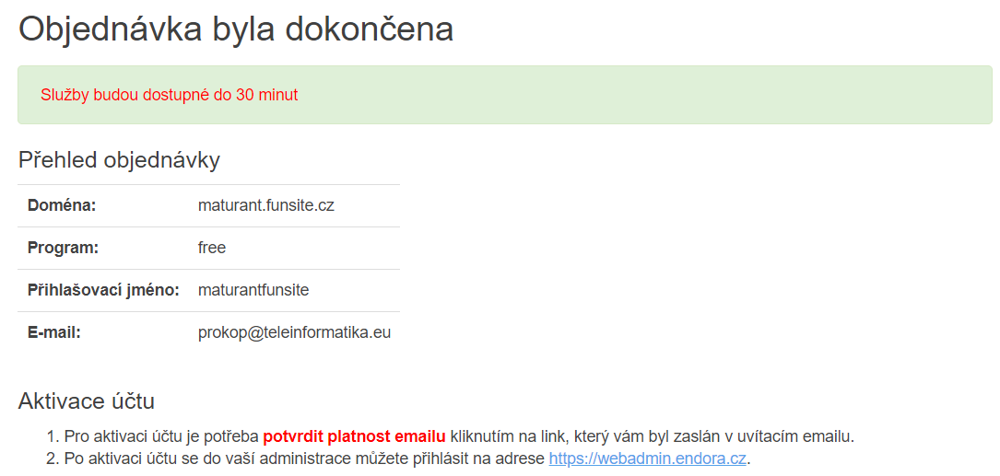 Objednávka byla dokončena
Služby budou dostupné do 30 minut
Přehled objednávky
Doména: maturant.funsite.cz
Program: free
Přihlašovací jméno: maturantfunsite
E-mail: prokop@teleinformatika.eu
Aktivace účtu
1. Pro aktivaci účtu je potřeba potvrdit platnost emailu kliknutím na link, který vám byl zaslán v uvítacím emailu.
2. Po aktivaci účtu se do vaší administrace můžete přihlásit na adrese https://webadmin.endora.cz.